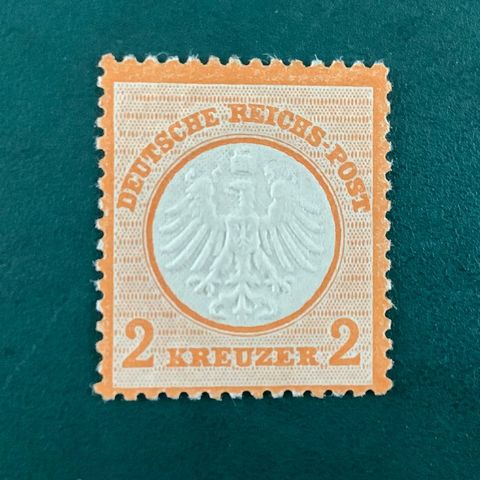 DEUTSCHE REICHS-POST
2 KREUZER 2